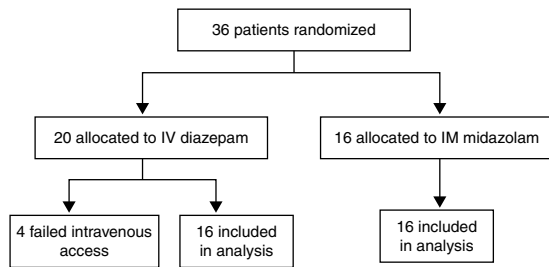 36 patients randomized
20 allocated to IV diazepam
16 allocated to IM midazolam
4 failed intravenous
access
16 included
in analysis
16 included
in analysis